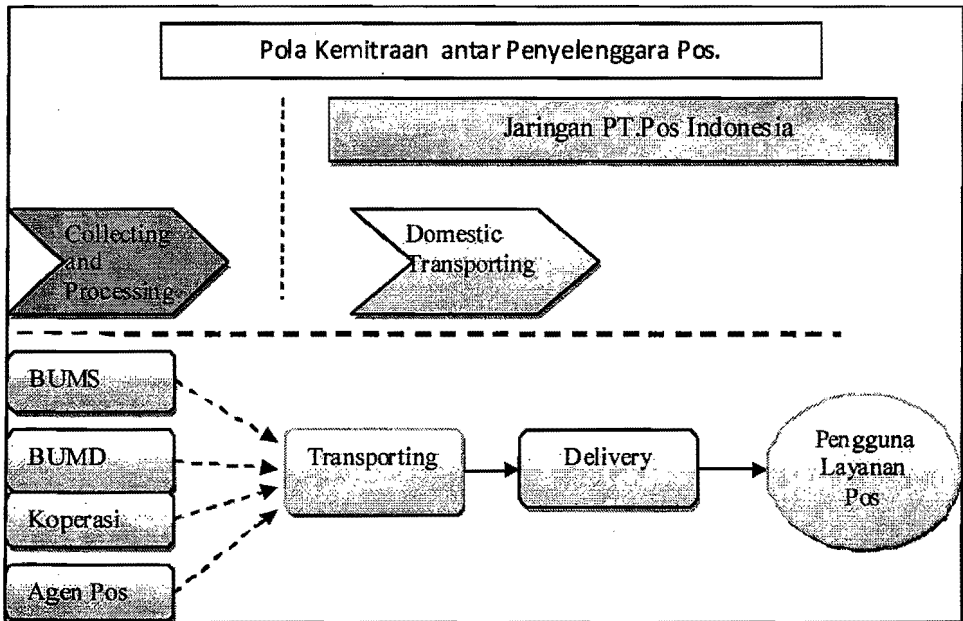 Pola Kemitraan antar Penyelenggara Pos.
Jaringan PT.Pos Indonesia
Collecting
and
Processing
Domestic
Transporting
BUMS
BUMD
Koperasi
Agen Pos
Transporting
Delivery
Pengguna
Layanan
Pos